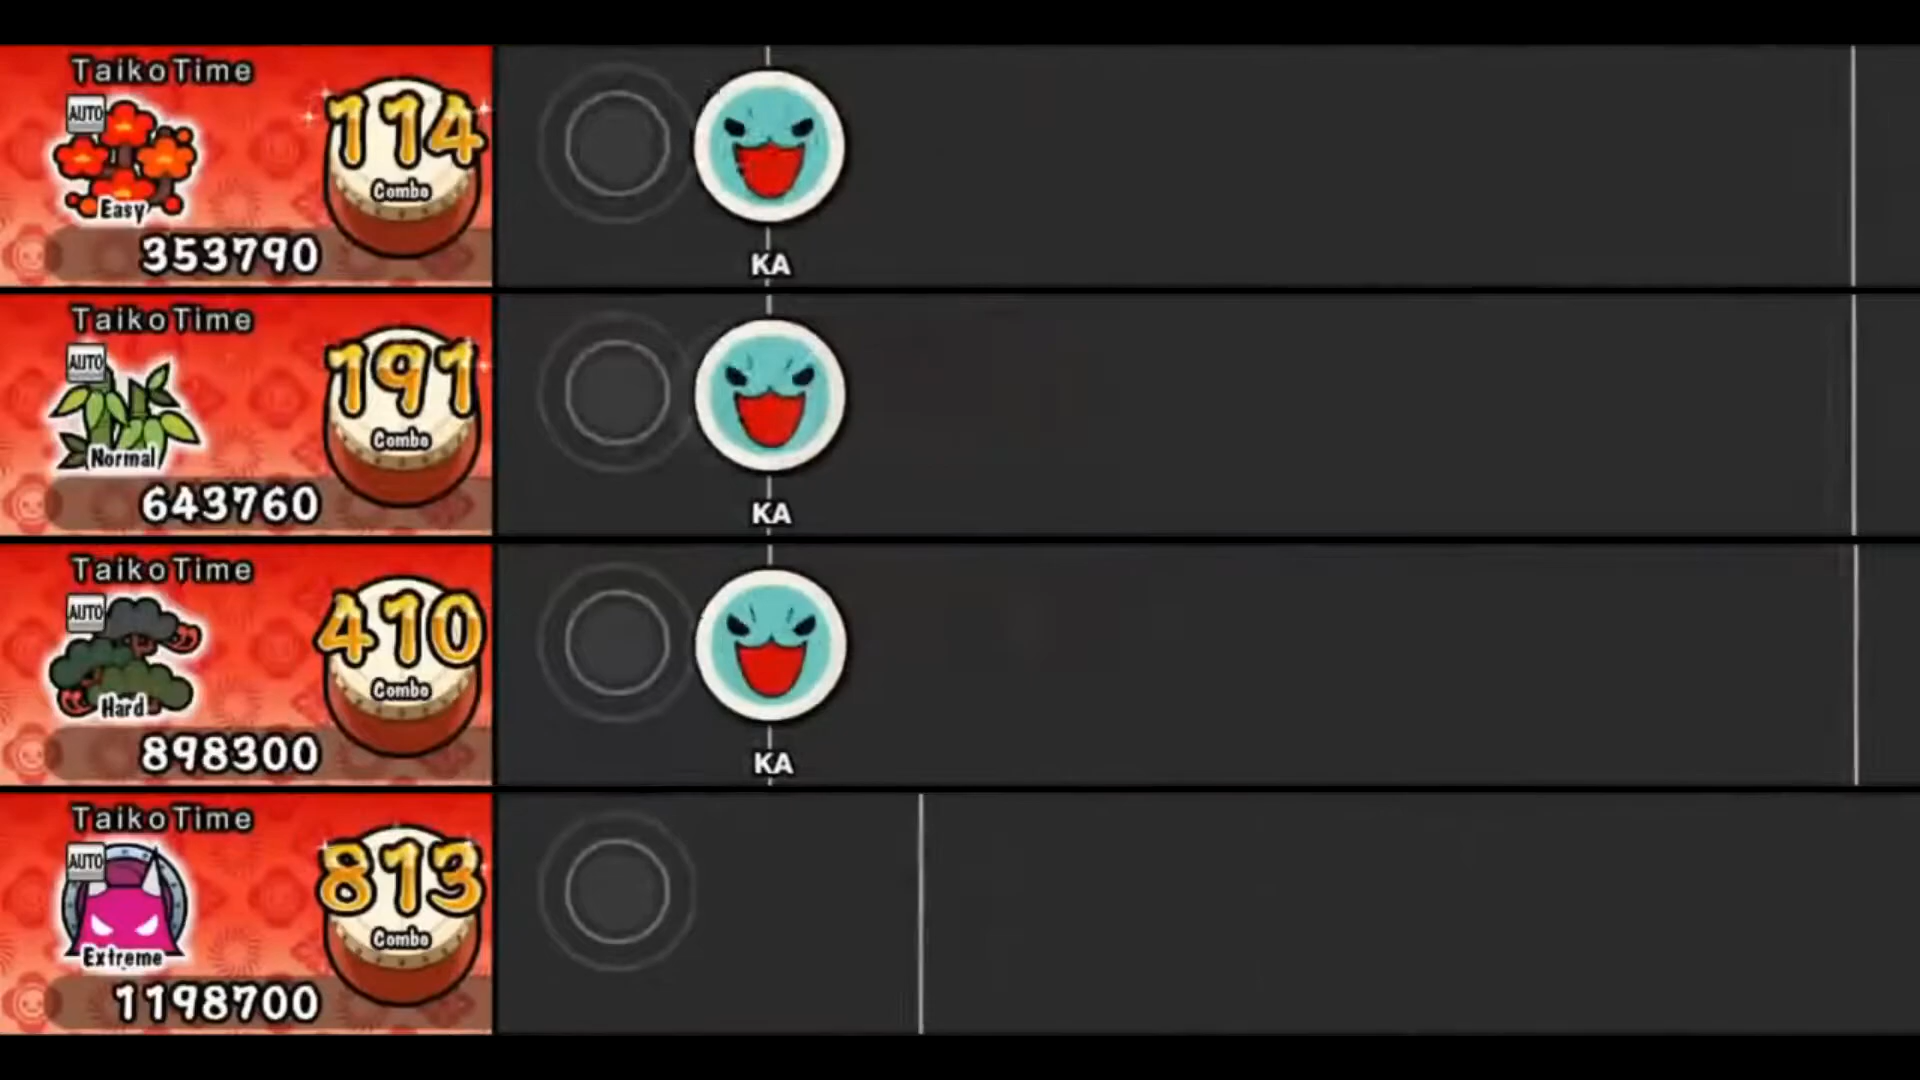 TaikoTime
AUTO
114
Combo
Easy
353790
KA
TaikoTime
AUTO
191
Combo
Normal
643760
KA
TaikoTime
AUTO
410
Combo
Hard
898300
KA
TaikoTime
AUTO
813
Combo
Extreme
1198700